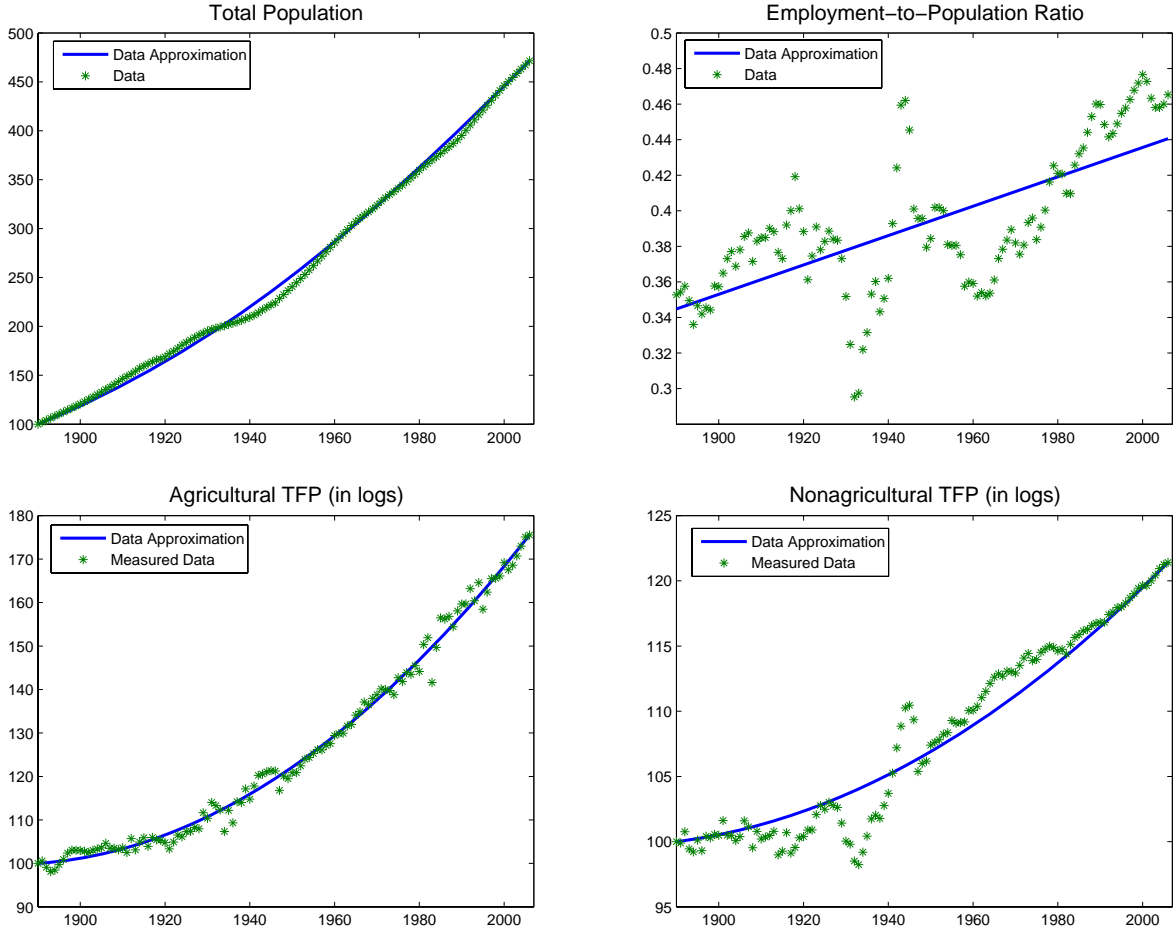 Total Population
500
450
400
350
300
250
200
150
100
1900 1920 1940 1960 1980 2000
Data Approximation
Data
Employment−to−Population Ratio
0.5
0.48
0.46
0.44
0.42
0.4
0.38
0.36
0.34
0.32
0.3
1900 1920 1940 1960 1980 2000
Data Approximation
Data
Agricultural TFP (in logs)
180
170
160
150
140
130
120
110
100
90
1900 1920 1940 1960 1980 2000
Data Approximation
Measured Data
Nonagricultural TFP (in logs)
125
120
115
110
105
100
95
1900 1920 1940 1960 1980 2000
Data Approximation
Measured Data